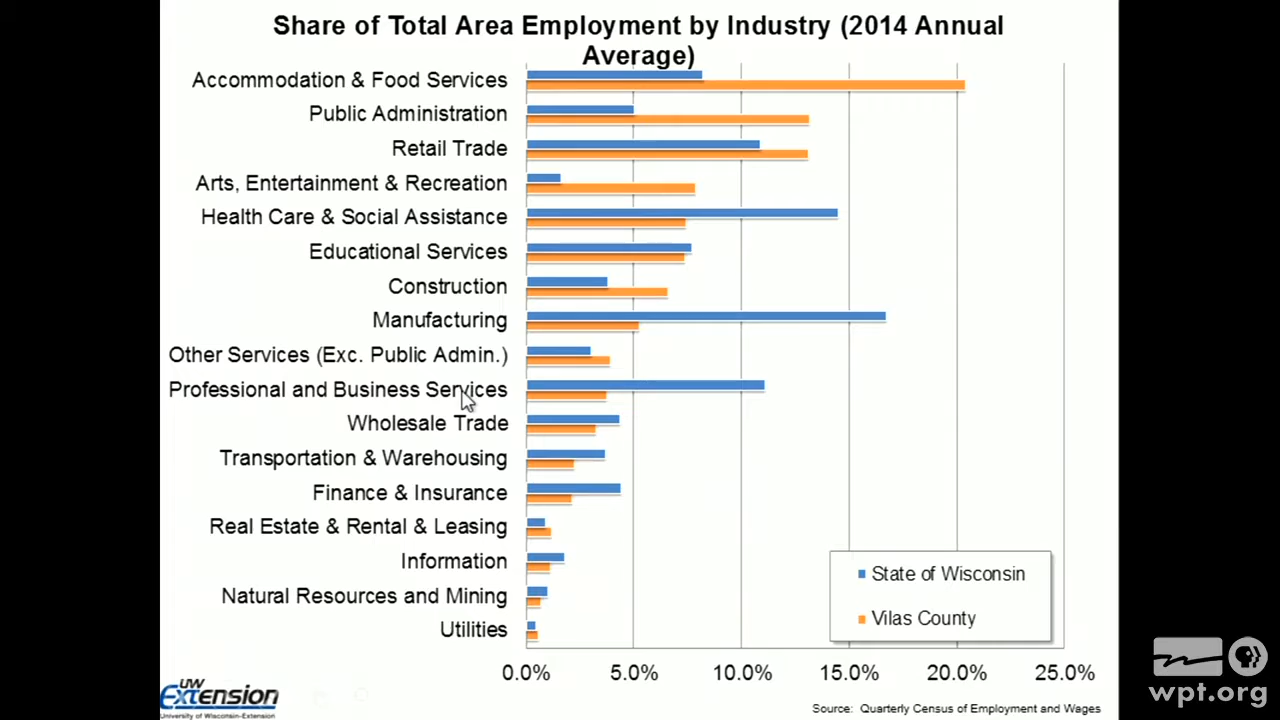 Share of Total Area Employment by Industry (2014 Annual
Average)
Accommodation & Food Services
Public Administration
Retail Trade
Arts, Entertainment & Recreation
Health Care & Social Assistance
Educational Services
Construction
Manufacturing
Other Services (Exc. Public Admin.)
Professional and Business Services
Wholesale Trade
Transportation & Warehousing
Finance & Insurance
Real Estate & Rental & Leasing
Information
Natural Resources and Mining
Utilities
State of Wisconsin
Vilas County
0.0% 5.0% 10.0% 15.0% 20.0% 25.0%
UW
Extension
University of Wisconsin-Extension
Source: Quarterly Census of Employment and Wages
wpt.org